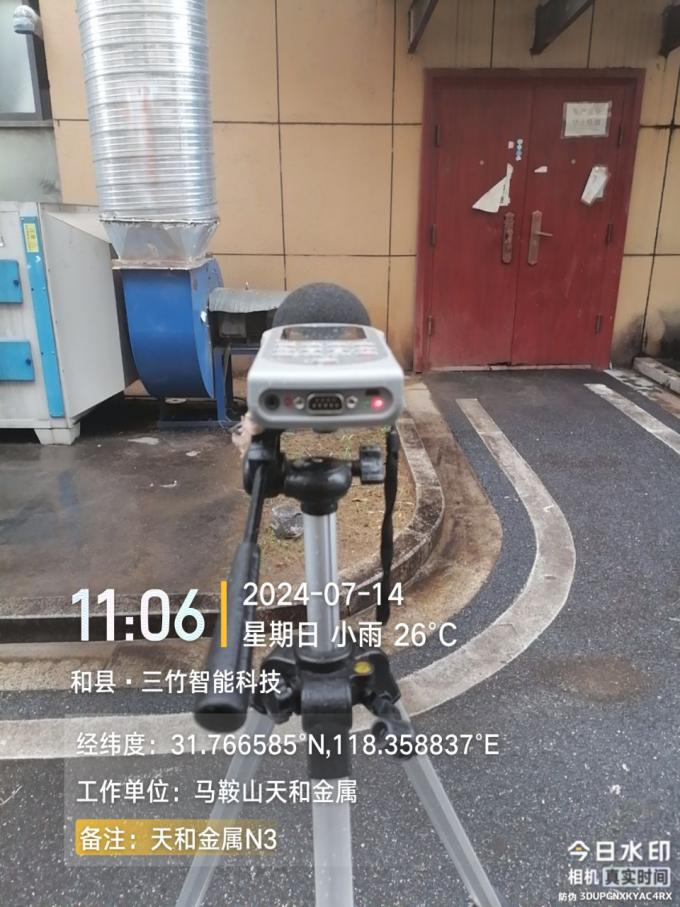 11:06
2024-07-14
星期日 小雨 26°C
和县·三竹智能科技
经纬度：31.766585°N,118.358837°E
工作单位：马鞍山天和金属
备注：天和金属N3
今日水印
相机 真实时间
防伪 3DUPGNXKYAC4RX